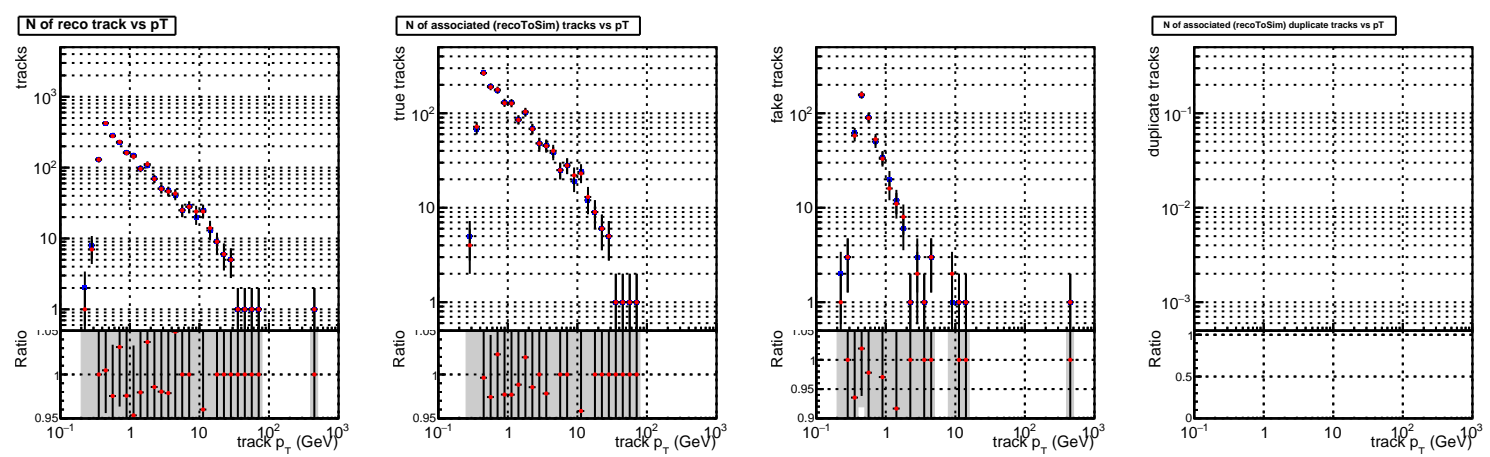 N of reco track vs pT
tracks
10³
10²
10
1
Ratio
1.05
1
0.95
10⁻¹ 1 10 10² 10³
track p_T (GeV)
N of associated (recoToSim) tracks vs pT
true tracks
10²
10
1
Ratio
1.05
1
0.95
10⁻¹ 1 10 10² 10³
track p_T (GeV)
fake tracks
10²
10
1
Ratio
1
0.95
0.9
10⁻¹ 1 10 10² 10³
track p_T (GeV)
N of associated (recoToSim) duplicate tracks vs pT
duplicate tracks
10⁻¹
10⁻²
10⁻³
Ratio
1
0.5
0
10⁻¹ 1 10 10² 10³
track p_T (GeV)